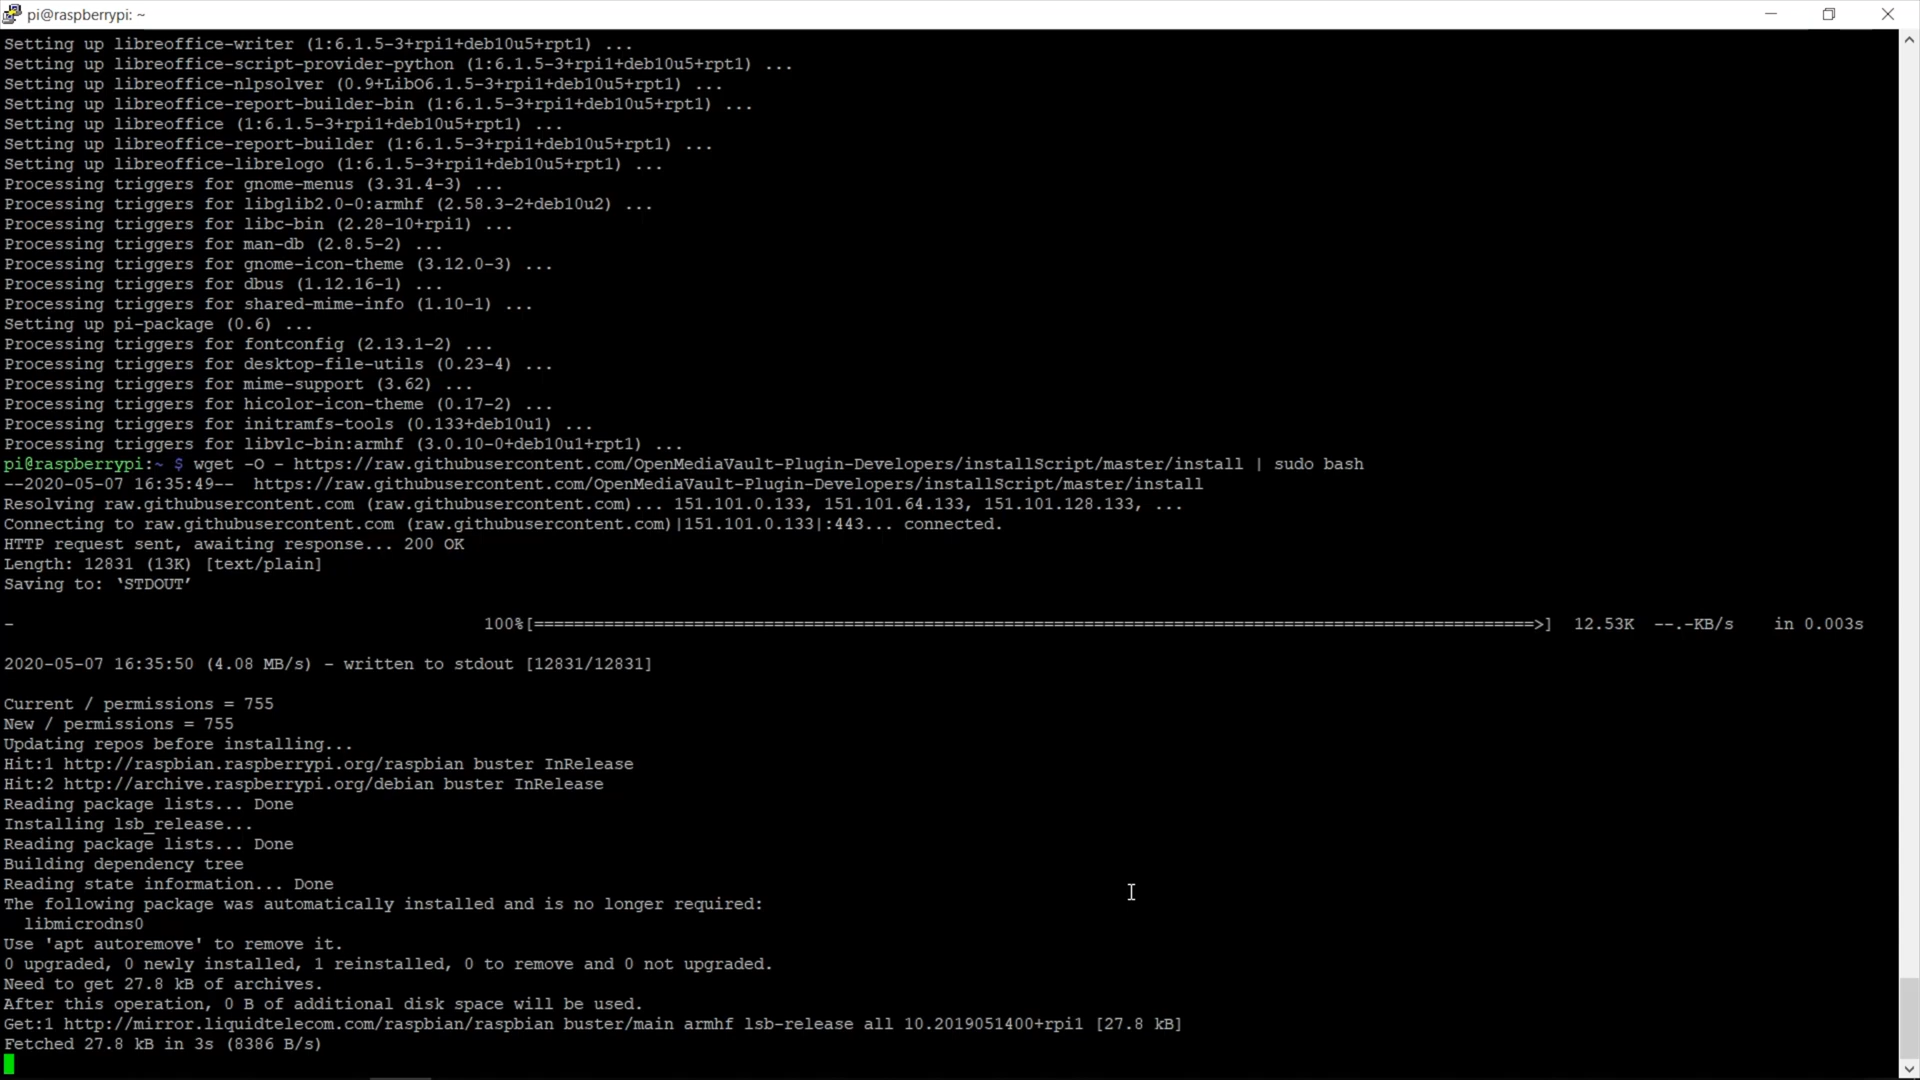 pi@raspberrypi: ~
Setting up libreoffice-writer (1:6.1.5-3+rpi1+deb10u5+rpt1) ...
Setting up libreoffice-script-provider-python (1:6.1.5-3+rpi1+deb10u5+rpt1) ...
Setting up libreoffice-nlpsolver (0.9+LibO6.1.5-3+rpi1+deb10u5+rpt1) ...
Setting up libreoffice-report-builder-bin (1:6.1.5-3+rpi1+deb10u5+rpt1) ...
Setting up libreoffice (1:6.1.5-3+rpi1+deb10u5+rpt1) ...
Setting up libreoffice-report-builder (1:6.1.5-3+rpi1+deb10u5+rpt1) ...
Setting up libreoffice-librelogo (1:6.1.5-3+rpi1+deb10u5+rpt1) ...
Processing triggers for gnome-menus (3.31.4-3) ...
Processing triggers for libglib2.0-0:armhf (2.58.3-2+deb10u2) ...
Processing triggers for libc-bin (2.28-10+rpi1) ...
Processing triggers for man-db (2.8.5-2) ...
Processing triggers for gnome-icon-theme (3.12.0-3) ...
Processing triggers for dbus (1.12.16-1) ...
Processing triggers for shared-mime-info (1.10-1) ...
Setting up pi-package (0.6) ...
Processing triggers for fontconfig (2.13.1-2) ...
Processing triggers for desktop-file-utils (0.23-4) ...
Processing triggers for mime-support (3.62) ...
Processing triggers for hicolor-icon-theme (0.17-2) ...
Processing triggers for initramfs-tools (0.133+deb10u1) ...
Processing triggers for libvlc-bin:armhf (3.0.10-0+deb10u1+rpt1) ...
pi@raspberrypi:~ $ wget -O - https://raw.githubusercontent.com/OpenMediaVault-Plugin-Developers/installScript/master/install | sudo bash
--2020-05-07 16:35:49--  https://raw.githubusercontent.com/OpenMediaVault-Plugin-Developers/installScript/master/install
Resolving raw.githubusercontent.com (raw.githubusercontent.com)... 151.101.0.133, 151.101.64.133, 151.101.128.133, ...
Connecting to raw.githubusercontent.com (raw.githubusercontent.com)|151.101.0.133|:443... connected.
HTTP request sent, awaiting response... 200 OK
Length: 12831 (13K) [text/plain]
Saving to: ‘STDOUT’
- 100%[====================================================================================================>] 12.53K --.-KB/s in 0.003s
2020-05-07 16:35:50 (4.08 MB/s) - written to stdout [12831/12831]
Current / permissions = 755
New / permissions = 755
Updating repos before installing...
Hit:1 http://raspbian.raspberrypi.org/raspbian buster InRelease
Hit:2 http://archive.raspberrypi.org/debian buster InRelease
Reading package lists... Done
Installing lsb_release...
Reading package lists... Done
Building dependency tree
Reading state information... Done
The following package was automatically installed and is no longer required:
libmicrodns0
Use 'apt autoremove' to remove it.
0 upgraded, 0 newly installed, 1 reinstalled, 0 to remove and 0 not upgraded.
Need to get 27.8 kB of archives.
After this operation, 0 B of additional disk space will be used.
Get:1 http://mirror.liquidtelecom.com/raspbian/raspbian buster/main armhf lsb-release all 10.2019051400+rpi1 [27.8 kB]
Fetched 27.8 kB in 3s (8386 B/s)